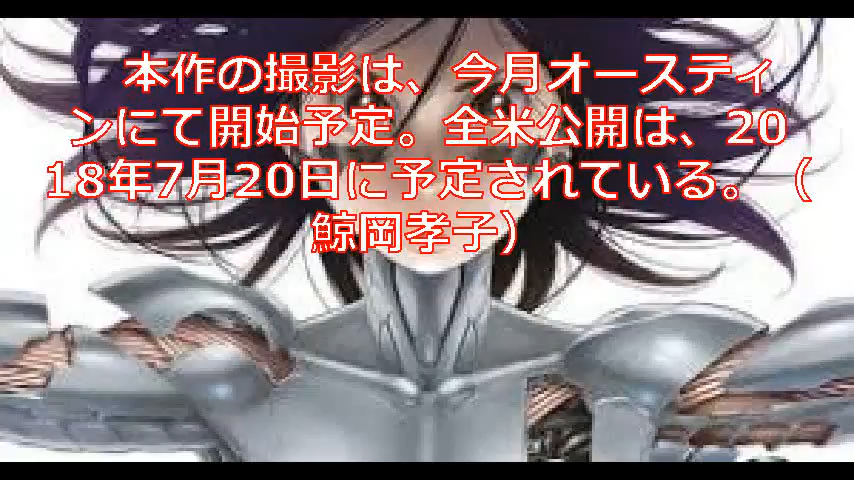 本作の撮影は、今月オースティ
ンにて開始予定。全米公開は、20
18年7月20日に予定されている。（
鯨岡孝子）